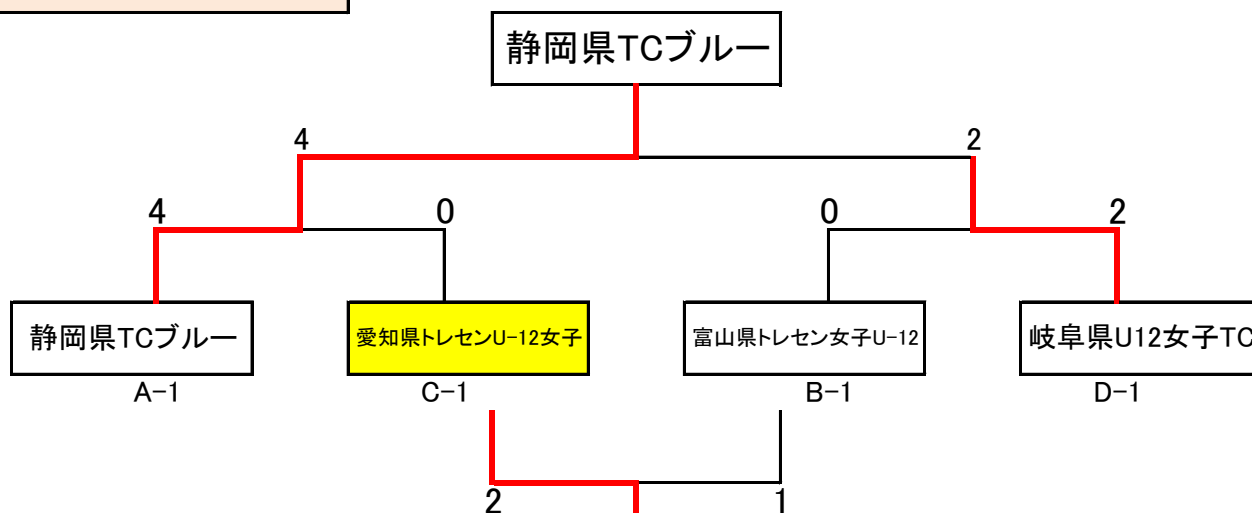 静岡県TCブルー
4
2
4
0
0
2
静岡県TCブルー
愛知県トレセンU-12女子
富山県トレセン女子U-12
岐阜県U12女子TC
A-1
C-1
B-1
D-1
2
1